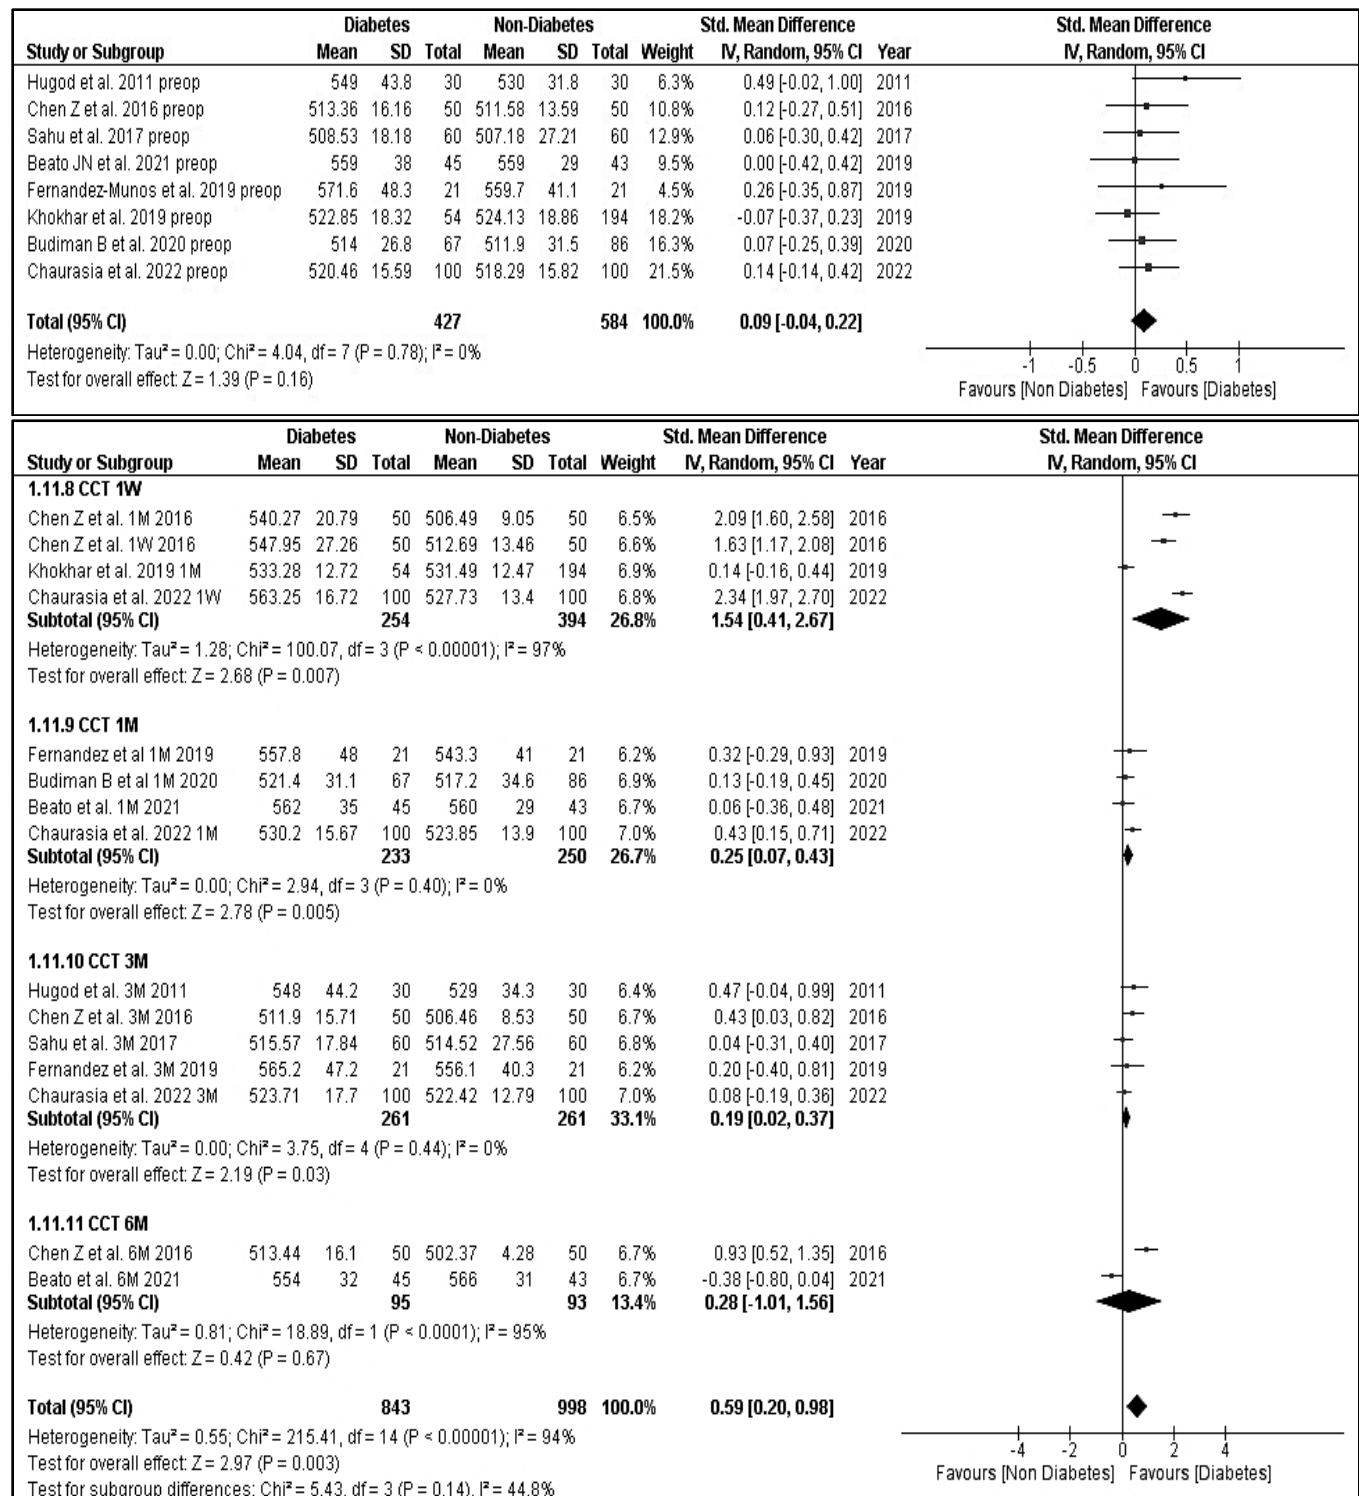 Diabetes Non-Diabetes Std. Mean Difference Std. Mean Difference
Study or Subgroup Mean SD Total Mean SD Total Weight IV, Random, 95% CI Year IV, Random, 95% CI
Hugod et al. 2011 preop 549 43.8 30 530 31.8 30 6.3% 0.49 [-0.02, 1.00] 2011
Chen Z et al. 2016 preop 513.36 16.16 50 511.58 13.59 50 10.8% 0.12 [-0.27, 0.51] 2016
Sahu et al. 2017 preop 508.53 18.18 60 507.18 27.21 60 12.9% 0.06 [-0.30, 0.42] 2017
Beato JN et al. 2021 preop 559 38 45 559 29 43 9.5% 0.00 [-0.42, 0.42] 2019
Fernandez-Munos et al. 2019 preop 571.6 48.3 21 559.7 41.1 21 4.5% 0.26 [-0.35, 0.87] 2019
Khokhar et al. 2019 preop 522.85 18.32 54 524.13 18.86 194 18.2% -0.07 [-0.37, 0.23] 2019
Budiman B et al. 2020 preop 514 26.8 67 511.9 31.5 86 16.3% 0.07 [-0.25, 0.39] 2020
Chaurasia et al. 2022 preop 520.46 15.59 100 518.29 15.82 100 21.5% 0.14 [-0.14, 0.42] 2022
Total (95% CI) 427 584 100.0% 0.09 [-0.04, 0.22]
Heterogeneity: Tau² = 0.00; Chi² = 4.04, df = 7 (P = 0.78); I² = 0%
Test for overall effect: Z = 1.39 (P = 0.16)
-1 -0.5 0 0.5 1
Favours [Non Diabetes] Favours [Diabetes]
Diabetes Non-Diabetes Std. Mean Difference Std. Mean Difference
Study or Subgroup Mean SD Total Mean SD Total Weight IV, Random, 95% CI Year IV, Random, 95% CI
1.11.8 CCT 1W
Chen Z et al. 1M 2016 540.27 20.79 50 506.49 9.05 50 6.5% 2.09 [1.60, 2.58] 2016
Chen Z et al. 1W 2016 547.95 27.26 50 512.69 13.46 50 6.6% 1.63 [1.17, 2.08] 2016
Khokhar et al. 2019 1M 533.28 12.72 54 531.49 12.47 194 6.9% 0.14 [-0.16, 0.44] 2019
Chaurasia et al. 2022 1W 563.25 16.72 100 527.73 13.4 100 6.8% 2.34 [1.97, 2.70] 2022
Subtotal (95% CI) 254 394 26.8% 1.54 [0.41, 2.67]
Heterogeneity: Tau² = 1.28; Chi² = 100.07, df = 3 (P < 0.00001); I² = 97%
Test for overall effect: Z = 2.68 (P = 0.007)
1.11.9 CCT 1M
Fernandez et al 1M 2019 557.8 48 21 543.3 41 21 6.2% 0.32 [-0.29, 0.93] 2019
Budiman B et al 1M 2020 521.4 31.1 67 517.2 34.6 86 6.9% 0.13 [-0.19, 0.45] 2020
Beato et al. 1M 2021 562 35 45 560 29 43 6.7% 0.06 [-0.36, 0.48] 2021
Chaurasia et al. 2022 1M 530.2 15.67 100 523.85 13.9 100 7.0% 0.43 [0.15, 0.71] 2022
Subtotal (95% CI) 233 250 26.7% 0.25 [0.07, 0.43]
Heterogeneity: Tau² = 0.00; Chi² = 2.94, df = 3 (P = 0.40); I² = 0%
Test for overall effect: Z = 2.78 (P = 0.005)
1.11.10 CCT 3M
Hugod et al. 3M 2011 548 44.2 30 529 34.3 30 6.4% 0.47 [-0.04, 0.99] 2011
Chen Z et al. 3M 2016 511.9 15.71 50 506.46 8.53 50 6.7% 0.43 [0.03, 0.82] 2016
Sahu et al. 3M 2017 515.57 17.84 60 514.52 27.56 60 6.8% 0.04 [-0.31, 0.40] 2017
Fernandez et al. 3M 2019 565.2 47.2 21 556.1 40.3 21 6.2% 0.20 [-0.40, 0.81] 2019
Chaurasia et al. 2022 3M 523.71 17.7 100 522.42 12.79 100 7.0% 0.08 [-0.19, 0.36] 2022
Subtotal (95% CI) 261 261 33.1% 0.19 [0.02, 0.37]
Heterogeneity: Tau² = 0.00; Chi² = 3.75, df = 4 (P = 0.44); I² = 0%
Test for overall effect: Z = 2.19 (P = 0.03)
1.11.11 CCT 6M
Chen Z et al. 6M 2016 513.44 16.1 50 502.37 4.28 50 6.7% 0.93 [0.52, 1.35] 2016
Beato et al. 6M 2021 554 32 45 566 31 43 6.7% -0.38 [-0.80, 0.04] 2021
Subtotal (95% CI) 95 93 13.4% 0.28 [-1.01, 1.56]
Heterogeneity: Tau² = 0.81; Chi² = 18.89, df = 1 (P < 0.0001); I² = 95%
Test for overall effect: Z = 0.42 (P = 0.67)
Total (95% CI) 843 998 100.0% 0.59 [0.20, 0.98]
Heterogeneity: Tau² = 0.55; Chi² = 215.41, df = 14 (P < 0.00001); I² = 94%
Test for overall effect: Z = 2.97 (P = 0.003)
Test for subgroup differences: Chi² = 5.43, df = 3 (P = 0.14), I² = 44.8%
-4 -2 0 2 4
Favours [Non Diabetes] Favours [Diabetes]